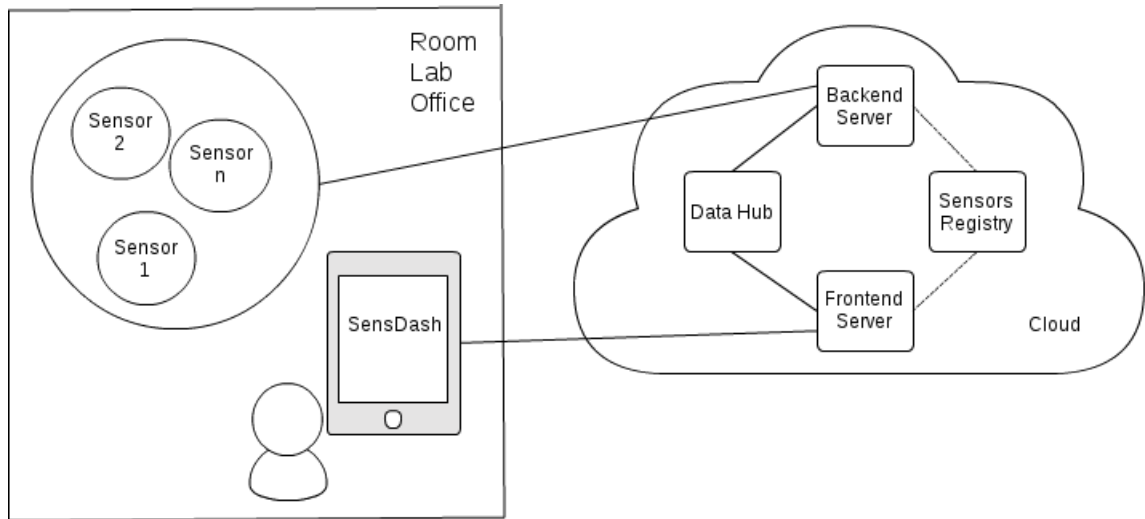 Room
Lab
Office
Sensor
2
Sensor
n
Sensor
1
SensDash
Backend
Server
Data Hub
Sensors
Registry
Frontend
Server
Cloud